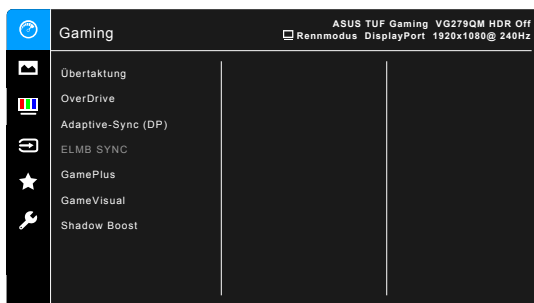 Gaming
ASUS TUF Gaming VG279QM HDR Off
Rennmodus DisplayPort 1920x1080@ 240Hz
Übertaktung
OverDrive
Adaptive-Sync (DP)
ELMB SYNC
GamePlus
GameVisual
Shadow Boost